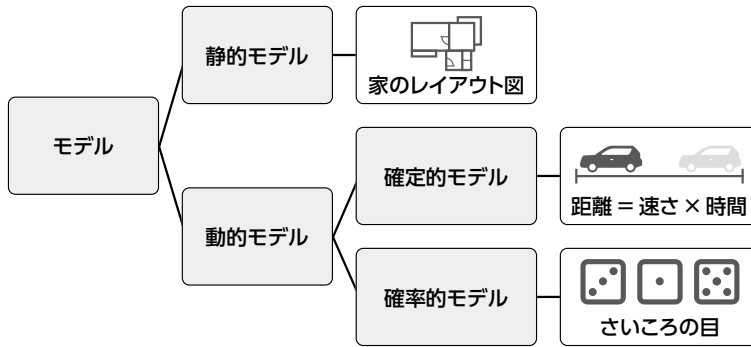 モデル
静的モデル
家のレイアウト図
動的モデル
確定的モデル
距離 = 速さ × 時間
確率的モデル
さいころの目